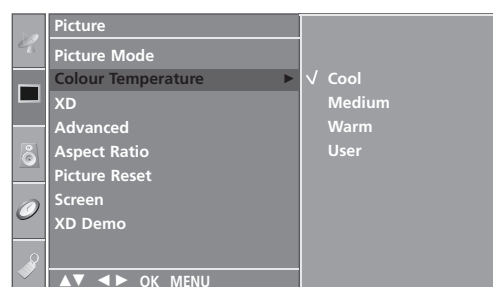 Picture
Picture Mode
Colour Temperature ► √ Cool
XD Medium
Advanced Warm
Aspect Ratio User
Picture Reset
Screen
XD Demo
▲▼ ◄► OK MENU